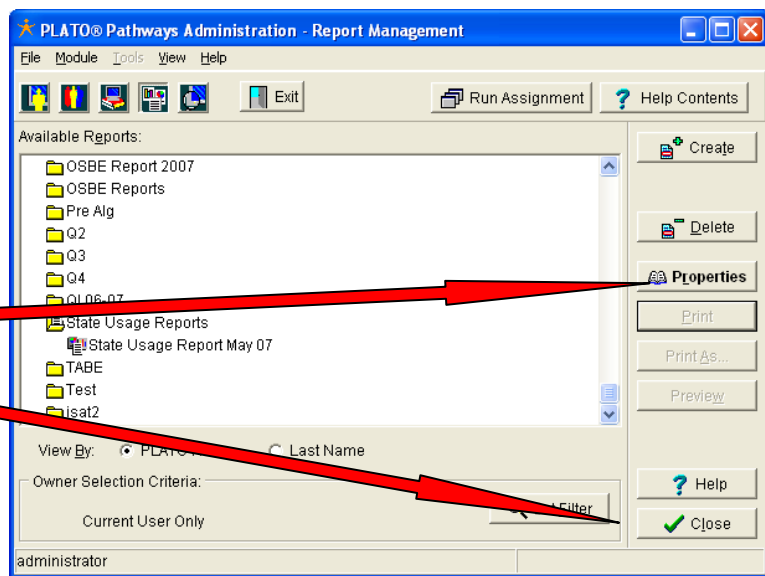 PLATO® Pathways Administration - Report Management
File Module Tools View Help
Exit Run Assignment ? Help Contents
Available Reports:
OSBE Report 2007
OSBE Reports
Pre Alg
Q2
Q3
Q4
State Usage Reports
State Usage Report May 07
TABE
Test
isat2
View By: Last Name
Owner Selection Criteria:
Current User Only
Filter
Create
Delete
Properties
Print
Print As...
Preview
? Help
Close
administrator